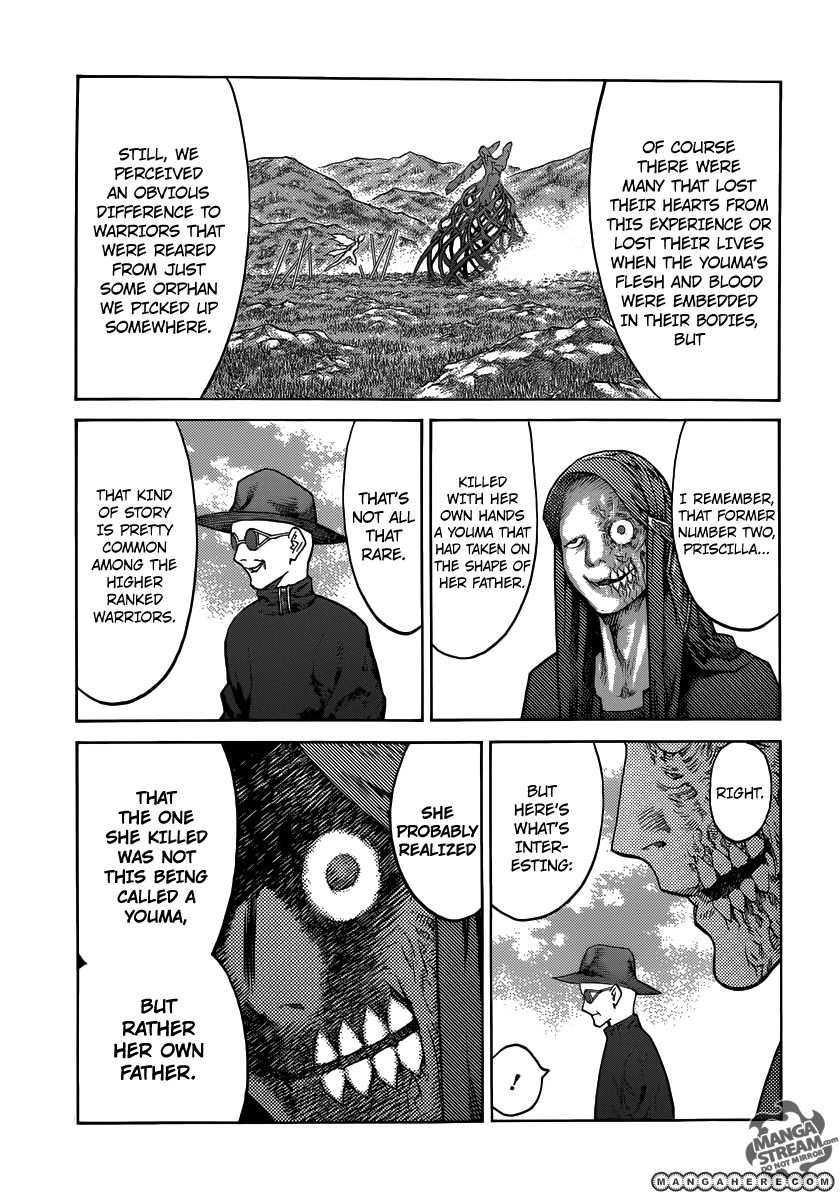 OF COURSE
THERE WERE
MANY THAT LOST
THEIR HEARTS FROM
THIS EXPERIENCE OR
LOST THEIR LIVES
WHEN THE YOUMA'S
FLESH AND BLOOD
WERE EMBEDDED
IN THEIR BODIES,
BUT
STILL, WE
PERCEIVED
AN OBVIOUS
DIFFERENCE TO
WARRIORS THAT
WERE REARED
FROM JUST
SOME ORPHAN
WE PICKED UP
SOMEWHERE.
I REMEMBER,
THAT FORMER
NUMBER TWO,
PRISCILLA...
KILLED
WITH HER
OWN HANDS
A YOUMA THAT
HAD TAKEN ON
THE SHAPE OF
HER FATHER.
THAT'S
NOT ALL
THAT
RARE.
THAT KIND
OF STORY
IS PRETTY
COMMON
AMONG THE
HIGHER
RANKED
WARRIORS.
RIGHT.
BUT
HERE'S
WHAT'S
INTER-
ESTING:
!
SHE
PROBABLY
REALIZED
THAT
THE ONE
SHE KILLED
WAS NOT
THIS BEING
CALLED A
YOUMA,
BUT
RATHER
HER OWN
FATHER.
MANGA
STREAM.com
DO NOT MIRROR
MANGAHERE.COM